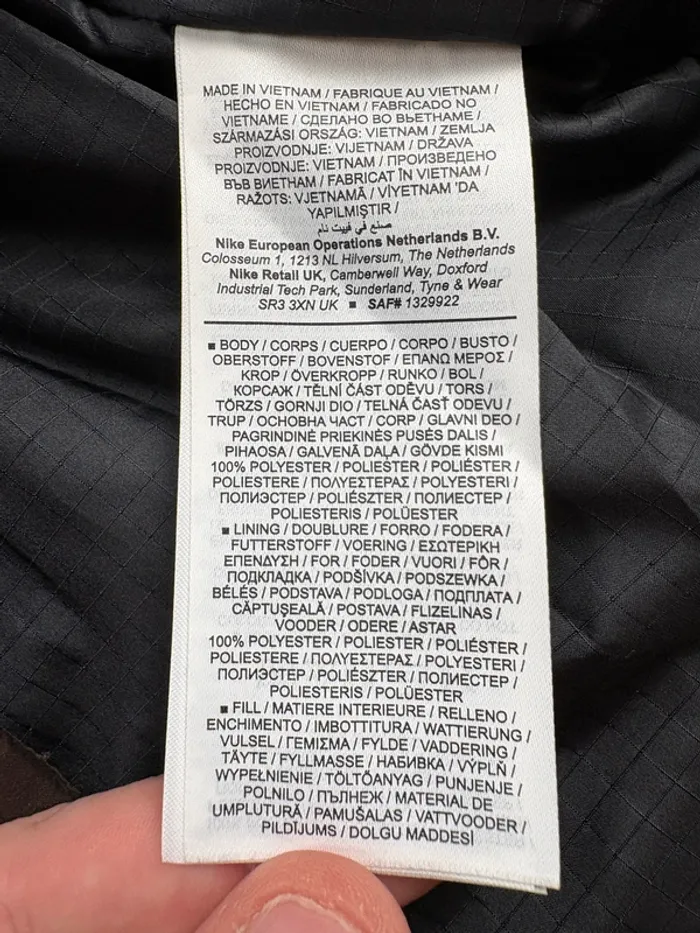 MADE IN VIETNAM / FABRIQUE AU VIETNAM /
HECHO EN VIETNAM / FABRICADO NO
VIETNAME / СДЕЛАНО ВО ВЬЕТНАМЕ /
SZÁRMAZÁSI ORSZÁG: VIETNAM / ZEMLJA
PROIZVODNJE: VIJETNAM / DRŽAVA
PROIZVODNJE: VIETNAM / ПРОИЗВЕДЕНО
ВЪВ ВИЕТНАМ / FABRICAT ÎN VIETNAM /
RAŽOTS: VJETNAMĀ / VİYETNAM 'DA
YAPILMIŞTIR /
صنع في فييت نام
Nike European Operations Netherlands B.V.
Colosseum 1, 1213 NL Hilversum, The Netherlands
Nike Retail UK, Camberwell Way, Doxford
Industrial Tech Park, Sunderland, Tyne & Wear
SR3 3XN UK ■ SAF# 1329922
■ BODY / CORPS / CUERPO / CORPO / BUSTO /
OBERSTOFF / BOVENSTOF / ΕΠΑΝΩ ΜΕΡΟΣ /
KROP / ÖVERKROPP / RUNKO / BOL /
КОРСАЖ / TĚLNÍ ČÁST ODĚVU / TORS /
TÖRZS / GORNJI DIO / TELNÁ ČASŤ ODEVU /
TRUP / ОСНОВНА ЧАСТ / CORP / GLAVNI DEO /
PAGRINDINĖ PRIEKINĖS PUSĖS DALIS /
PIHAOSA / GALVENĀ DAĻA / GÖVDE KISMI
100% POLYESTER / POLIESTER / POLIÉSTER /
POLIESTERE / ΠΟΛΥΕΣΤΕΡΑΣ / POLYESTERI /
ПОЛИЭСТЕР / POLIÉSZTER / ПОЛИЕСТЕР /
POLIESTERIS / POLÜESTER
■ LINING / DOUBLURE / FORRO / FODERA /
FUTTERSTOFF / VOERING / ΕΣΩΤΕΡΙΚΗ
ΕΠΕΝΔΥΣΗ / FOR / FODER / VUORI / FÔR /
ПОДКЛАДКА / PODŠÍVKA / PODSZEWKA /
BÉLÉS / PODSTAVA / PODLOGA / ПОДПЛАТА /
CĂPTUȘEALĂ / POSTAVA / FLIZELINAS /
VOODER / ODERE / ASTAR
100% POLYESTER / POLIESTER / POLIÉSTER /
POLIESTERE / ΠΟΛΥΕΣΤΕΡΑΣ / POLYESTERI /
ПОЛИЭСТЕР / POLIÉSZTER / ПОЛИЕСТЕР /
POLIESTERIS / POLÜESTER
■ FILL / MATIERE INTERIEURE / RELLENO /
ENCHIMENTO / IMBOTTITURA / WATTIERUNG /
VULSEL / ΓΕΜΙΣΜΑ / FYLDE / VADDERING /
TÄYTE / FYLLMASSE / НАБИВКА / VÝPLŇ /
WYPEŁNIENIE / TÖLTŐANYAG / PUNJENJE /
POLNILO / ПЪЛНЕЖ / MATERIAL DE
UMPLUTURĂ / PAMUŠALAS / VATTVOODER /
PILDĪJUMS / DOLGU MADDESİ